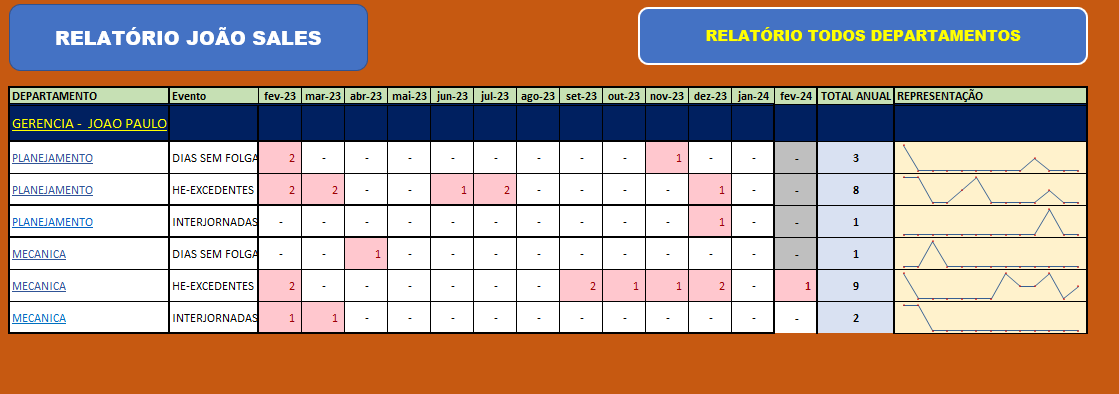 RELATÓRIO JOÃO SALES
RELATÓRIO TODOS DEPARTAMENTOS
DEPARTAMENTO Evento fev-23 mar-23 abr-23 mai-23 jun-23 jul-23 ago-23 set-23 out-23 nov-23 dez-23 jan-24 fev-24 TOTAL ANUAL REPRESENTAÇÃO
GERENCIA - JOAO PAULO
PLANEJAMENTO DIAS SEM FOLGA 2 - - - - - - - - 1 - - - 3
PLANEJAMENTO HE-EXCEDENTES 2 2 - - 1 2 - - - - 1 - - 8
PLANEJAMENTO INTERJORNADAS - - - - - - - - - - 1 - - 1
MECANICA DIAS SEM FOLGA - - 1 - - - - - - - - - - 1
MECANICA HE-EXCEDENTES 2 - - - - - - 2 1 1 2 - 1 9
MECANICA INTERJORNADAS 1 1 - - - - - - - - - - - 2